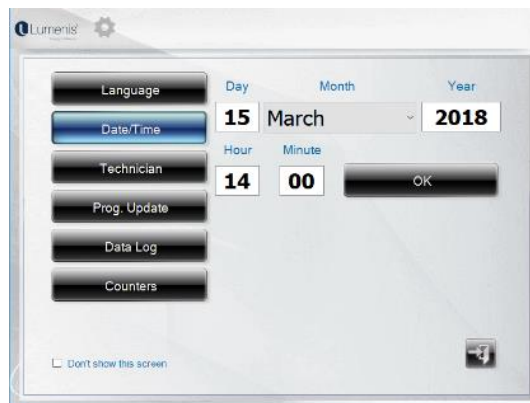 Lumenis
Language
Day Month Year
Date/Time
15 March 2018
Hour Minute
Technician
14 00 OK
Prog. Update
Data Log
Counters
Don't show this screen